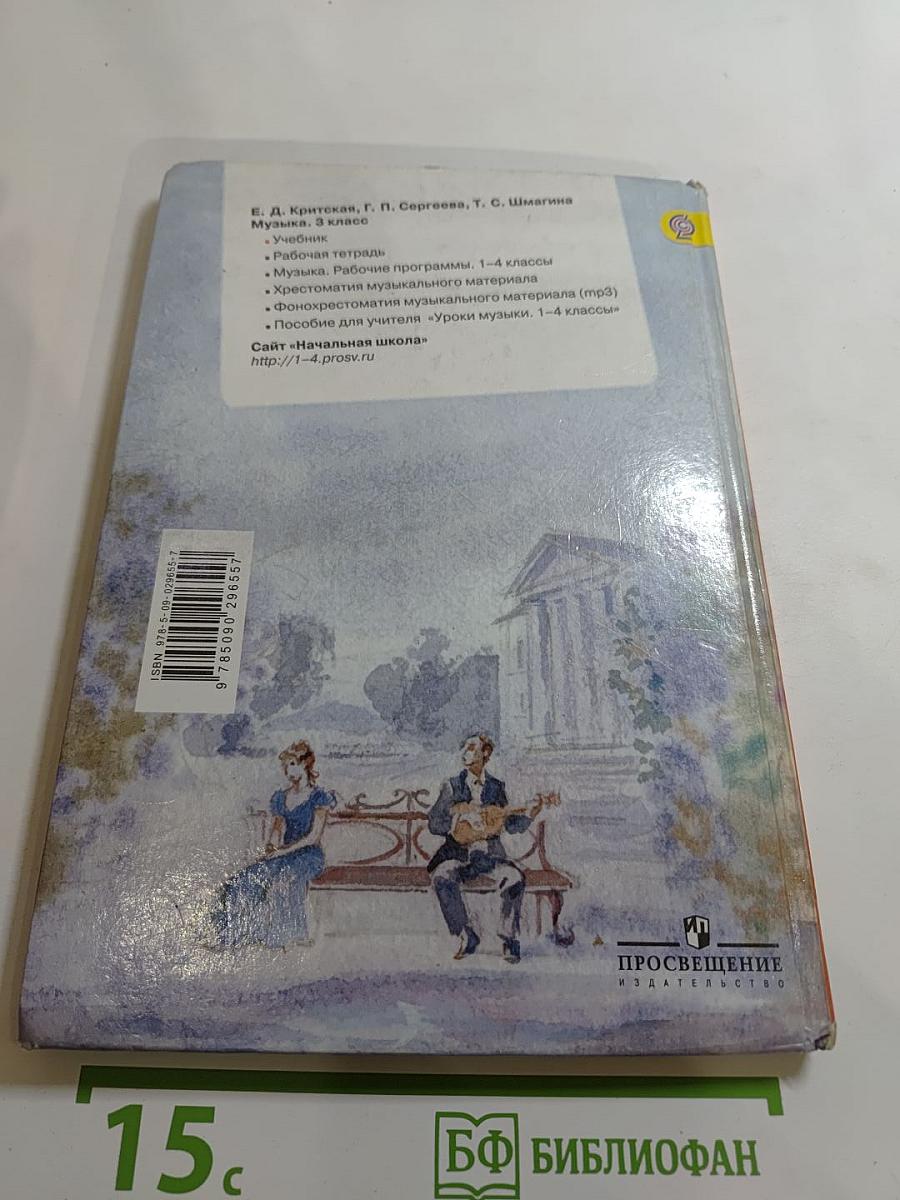 Е. Д. Критская, Г. П. Сергеева, Т. С. Шмагина
Музыка. 3 класс
• Учебник
• Рабочая тетрадь
• Музыка. Рабочие программы. 1–4 классы
• Хрестоматия музыкального материала
• Фонохрестоматия музыкального материала (mp3)
• Пособие для учителя «Уроки музыки. 1–4 классы»
Сайт «Начальная школа»
http://1–4.prosv.ru
ISBN 978-5-09-029655-7
9 785090 296557
ИП
ПРОСВЕЩЕНИЕ
ИЗДАТЕЛЬСТВО
15 с
БФ БИБЛИОФАН